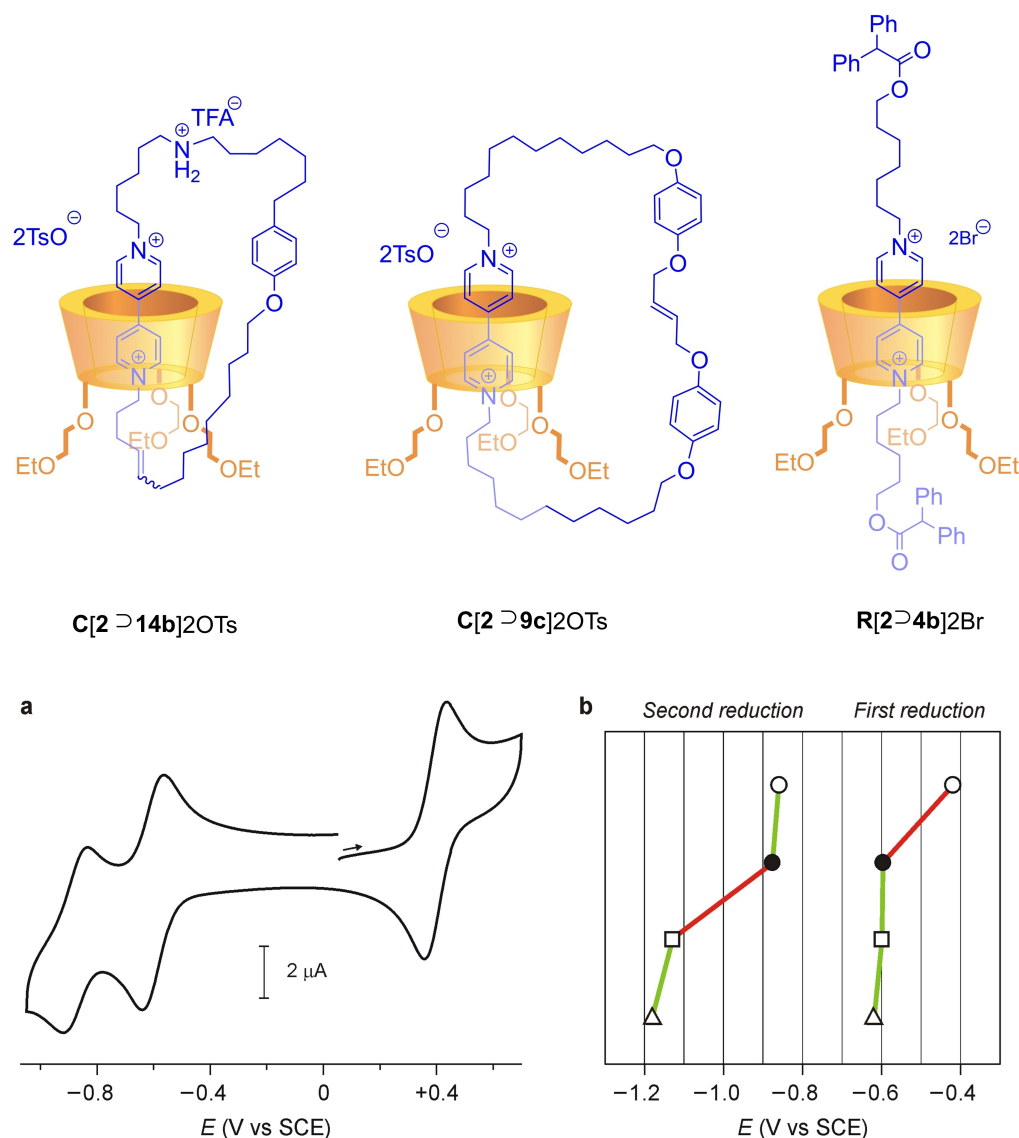 Ph
Ph
O
O
TFA⊖
⊕
N
H2
O
O
2TsO⊖
N⊕
2TsO⊖
N⊕
2Br⊖
N⊕
O
O
⊕
N
⊕
N
⊕
N
O
O
O
O
O
O
O
O
O
O
EtO
EtO
OEt
EtO
EtO
OEt
EtO
EtO
OEt
O
Ph
O
Ph
O
C[2⊃14b]2OTs
C[2⊃9c]2OTs
R[2⊃4b]2Br
a
b
Second reduction
First reduction
2 μA
−0.8
−0.4
0
+0.4
E (V vs SCE)
−1.2
−1.0
−0.8
−0.6
−0.4
E (V vs SCE)